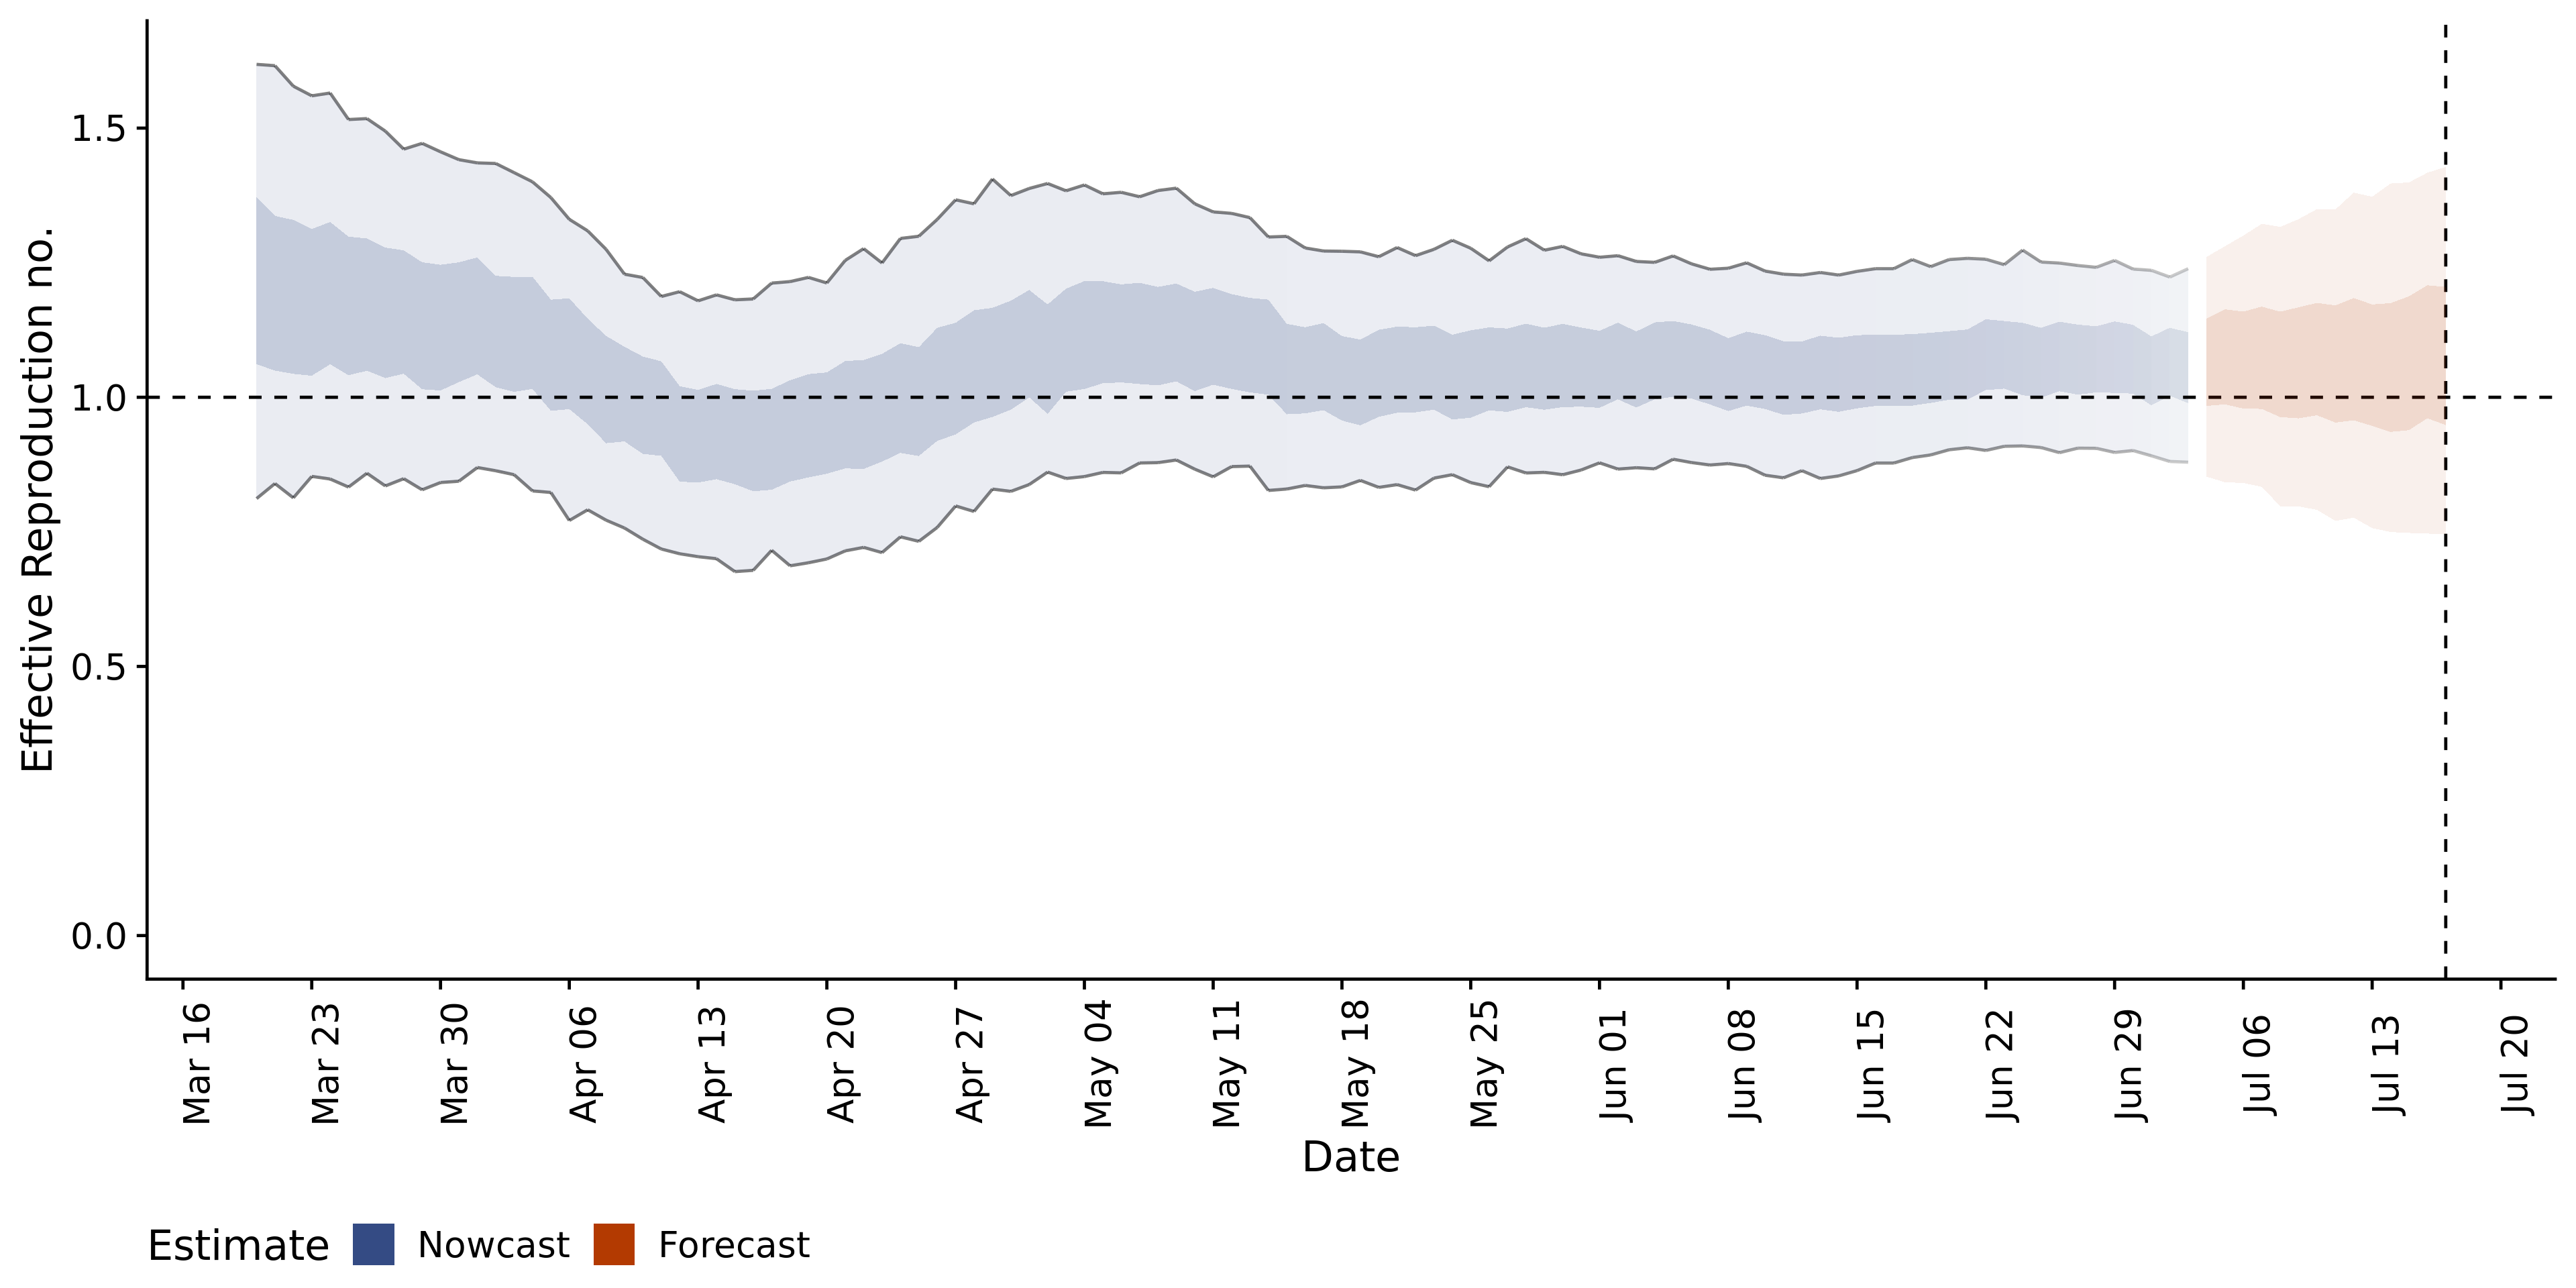 Effective Reproduction no.
1.5
1.0
0.5
0.0
Mar 16
Mar 23
Mar 30
Apr 06
Apr 13
Apr 20
Apr 27
May 04
May 11
May 18
May 25
Jun 01
Jun 08
Jun 15
Jun 22
Jun 29
Jul 06
Jul 13
Jul 20
Date
Estimate Nowcast Forecast